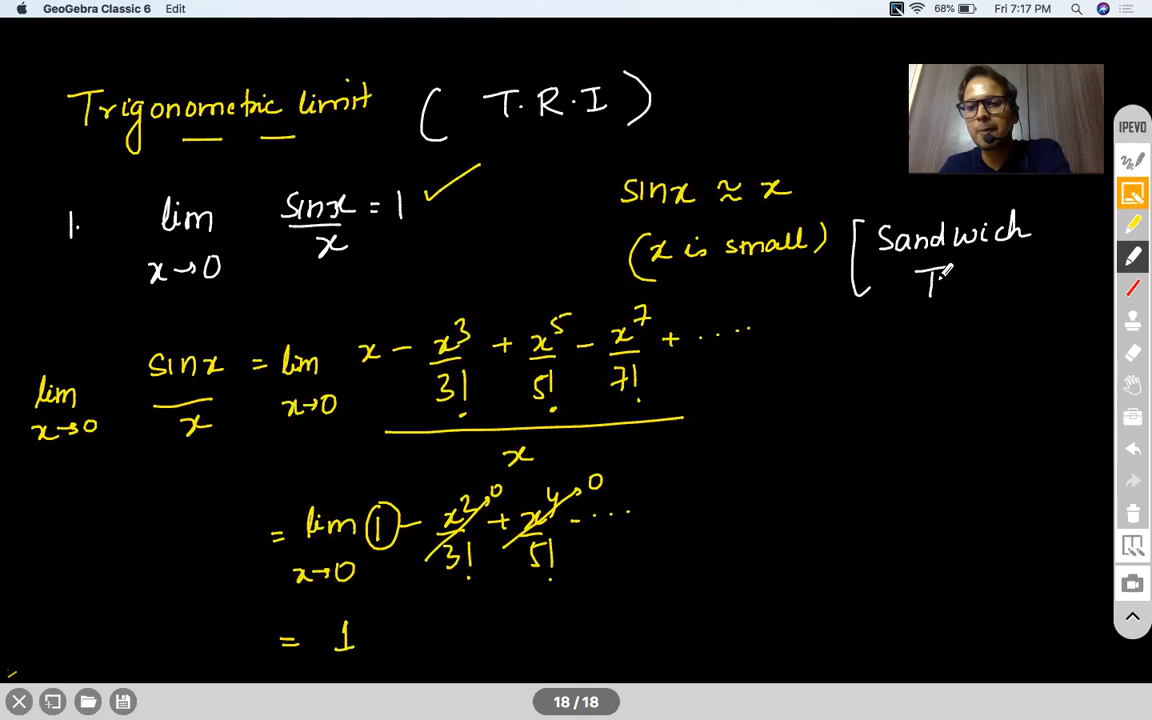 GeoGebra Classic 6 Edit 68% Fri 7:17 PM
Trigonometric limit ( T.R.I )
IPEVO
1. lim x→0 sinx/x = 1 ✓
sinx ≈ x
(x is small)
[Sandwich
T
lim x→0 sinx/x = lim x→0 (x - x³/3! + x⁵/5! - x⁷/7! + ....)/x
= lim x→0 1 - x²/3! →0 + x⁴/5! →0 - ....
= 1
18 / 18